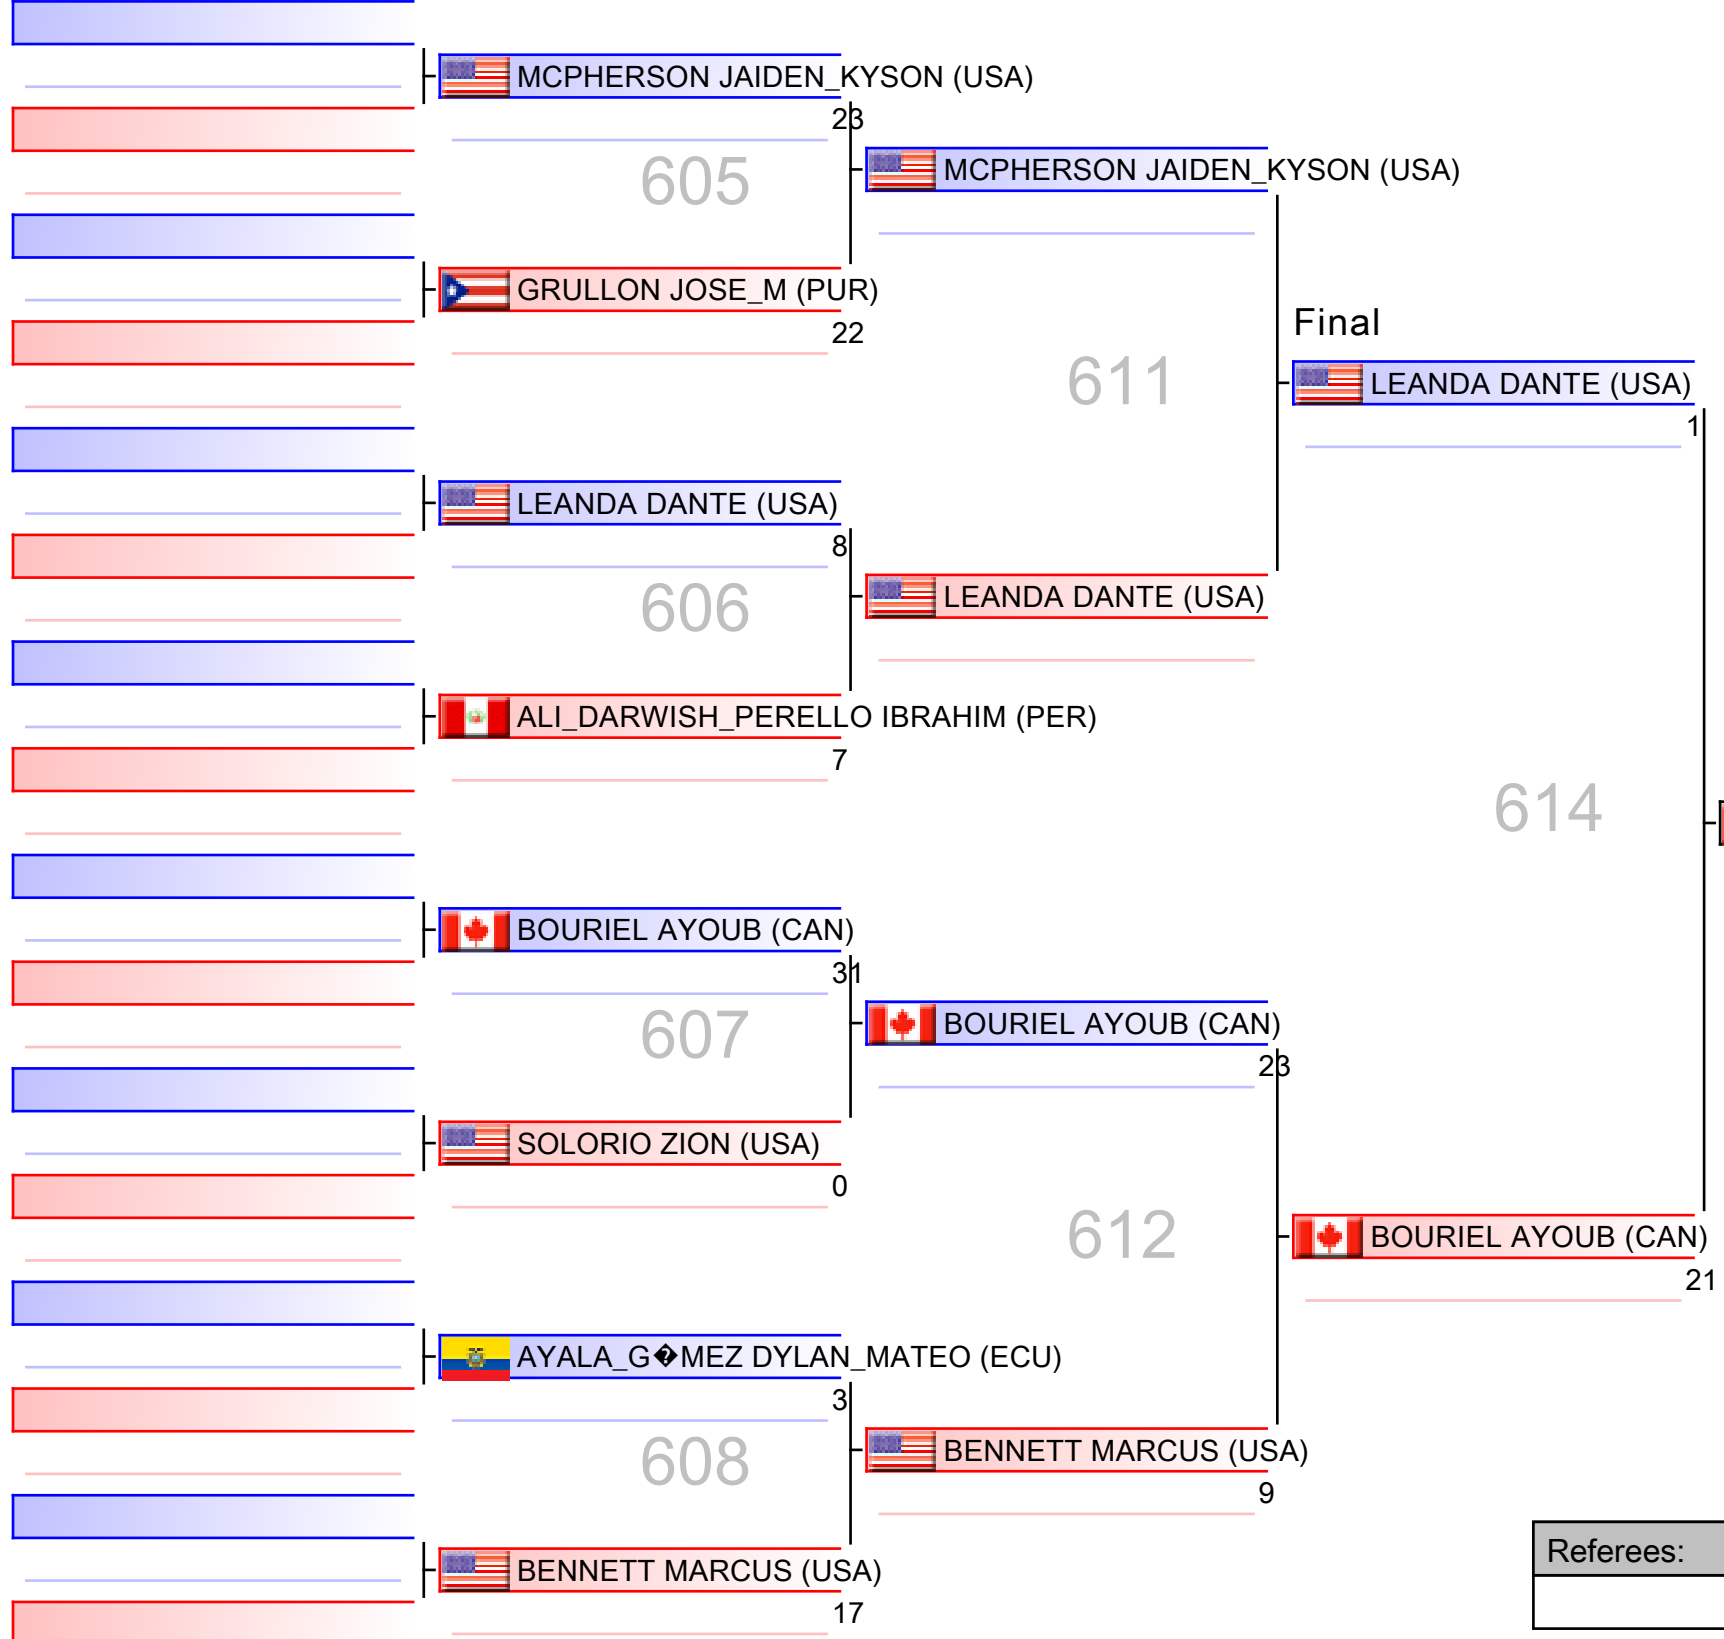 MCPHERSON JAIDEN_KYSON (USA)
23
605
GRULLON JOSE_M (PUR)
22
LEANDA DANTE (USA)
8
606
ALI_DARWISH_PERELLO IBRAHIM (PER)
7
BOURIEL AYOUB (CAN)
31
607
SOLORIO ZION (USA)
0
AYALA_G�MEZ DYLAN_MATEO (ECU)
3
608
BENNETT MARCUS (USA)
17
MCPHERSON JAIDEN_KYSON (USA)
611
LEANDA DANTE (USA)
BOURIEL AYOUB (CAN)
23
612
BENNETT MARCUS (USA)
9
Final
LEANDA DANTE (USA)
1
614
BOURIEL AYOUB (CAN)
21
Referees: